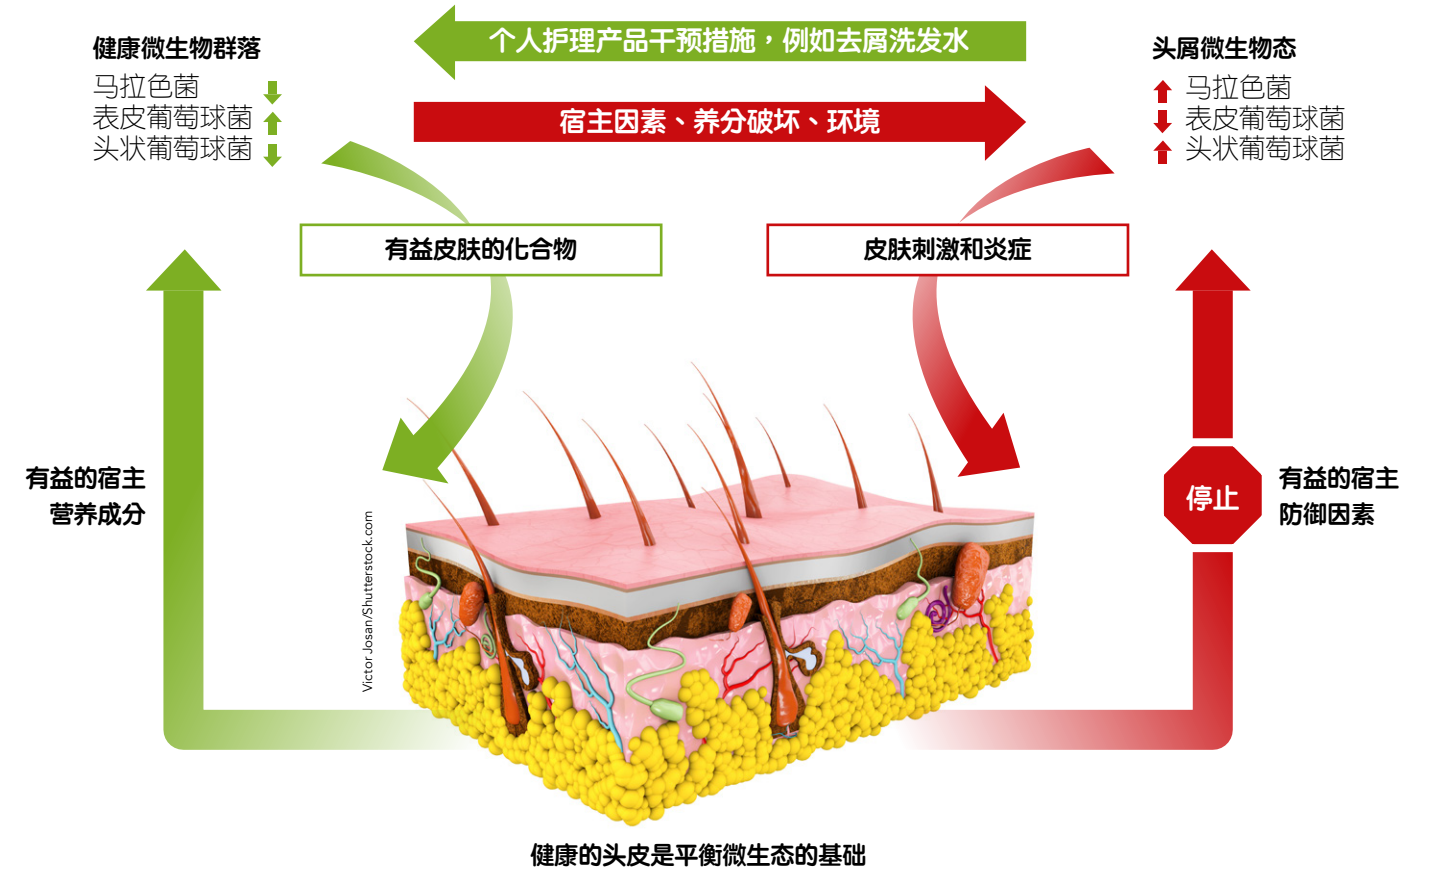 个人护理产品干预措施，例如去屑洗发水
健康微生物群落
马拉色菌
表皮葡萄球菌
头状葡萄球菌
宿主因素、养分破坏、环境
头屑微生物态
马拉色菌
表皮葡萄球菌
头状葡萄球菌
有益皮肤的化合物
皮肤刺激和炎症
有益的宿主
营养成分
停止
有益的宿主
防御因素
Victor Josan/Shutterstock.com
健康的头皮是平衡微生态的基础